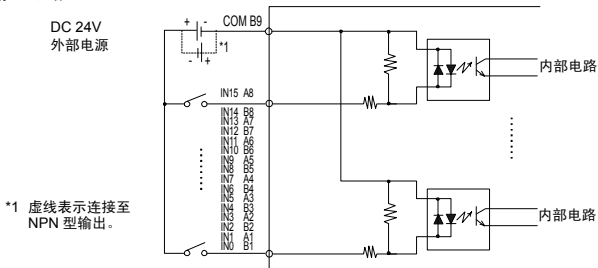 DC 24V
外部电源
+ -
COM B9
*1
- +
内部电路
IN15 A8
IN14 B8
IN13 A7
IN12 B7
IN11 A6
IN10 B6
IN9 A5
IN8 B5
IN7 A4
IN6 B4
IN5 A3
IN4 B3
IN3 A2
IN2 B2
IN1 A1
IN0 B1
内部电路
*1 虚线表示连接至
NPN 型输出。